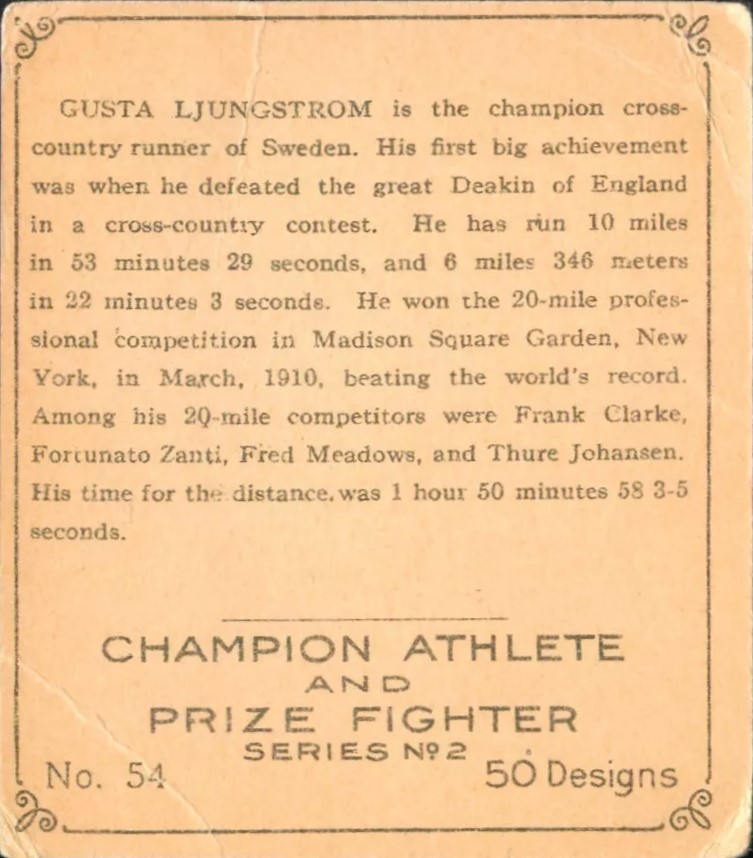 GUSTA LJUNGSTROM is the champion cross-
country runner of Sweden. His first big achievement
was when he defeated the great Deakin of England
in a cross-country contest. He has run 10 miles
in 53 minutes 29 seconds, and 6 miles 346 meters
in 22 minutes 3 seconds. He won the 20-mile profes-
sional competition in Madison Square Garden, New
York, in March, 1910, beating the world's record.
Among his 20-mile competitors were Frank Clarke,
Fortunato Zanti, Fred Meadows, and Thure Johansen.
His time for the distance was 1 hour 50 minutes 58 3-5
seconds.
CHAMPION ATHLETE
AND
PRIZE FIGHTER
SERIES Nº 2
No. 54 50 Designs